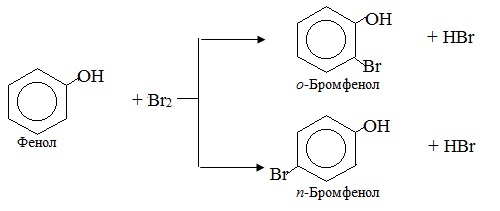 OH
+ HBr
Br
о-Бромфенол
OH
+ Br₂
Фенол
OH
+ HBr
Br
п-Бромфенол